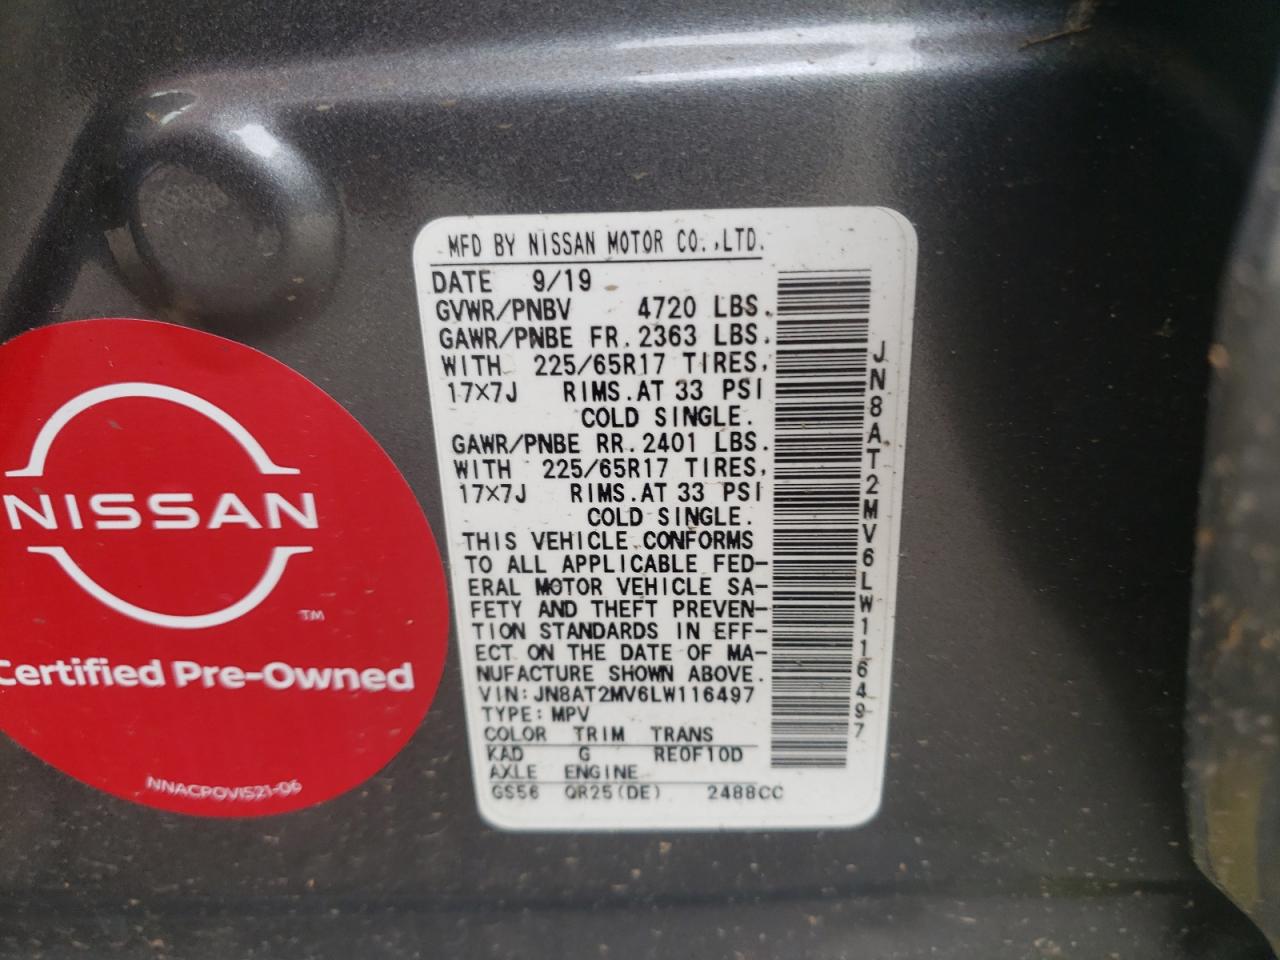 MFD BY NISSAN MOTOR CO.,LTD.
DATE 9/19
GVWR/PNBV 4720 LBS.
GAWR/PNBE FR. 2363 LBS.
WITH 225/65R17 TIRES,
17X7J RIMS.AT 33 PSI
COLD SINGLE.
GAWR/PNBE RR. 2401 LBS.
WITH 225/65R17 TIRES,
17X7J RIMS.AT 33 PSI
COLD SINGLE.
THIS VEHICLE CONFORMS
TO ALL APPLICABLE FED-
ERAL MOTOR VEHICLE SA-
FETY AND THEFT PREVEN-
TION STANDARDS IN EFF-
ECT ON THE DATE OF MA-
NUFACTURE SHOWN ABOVE.
VIN:JN8AT2MV6LW116497
TYPE:MPV
COLOR TRIM TRANS
KAD G RE0F10D
AXLE ENGINE
GS56 QR25(DE) 2488CC
JN8AT2MV6LW116497
NISSAN
TM
Certified Pre-Owned
NNACPOVIS21-06